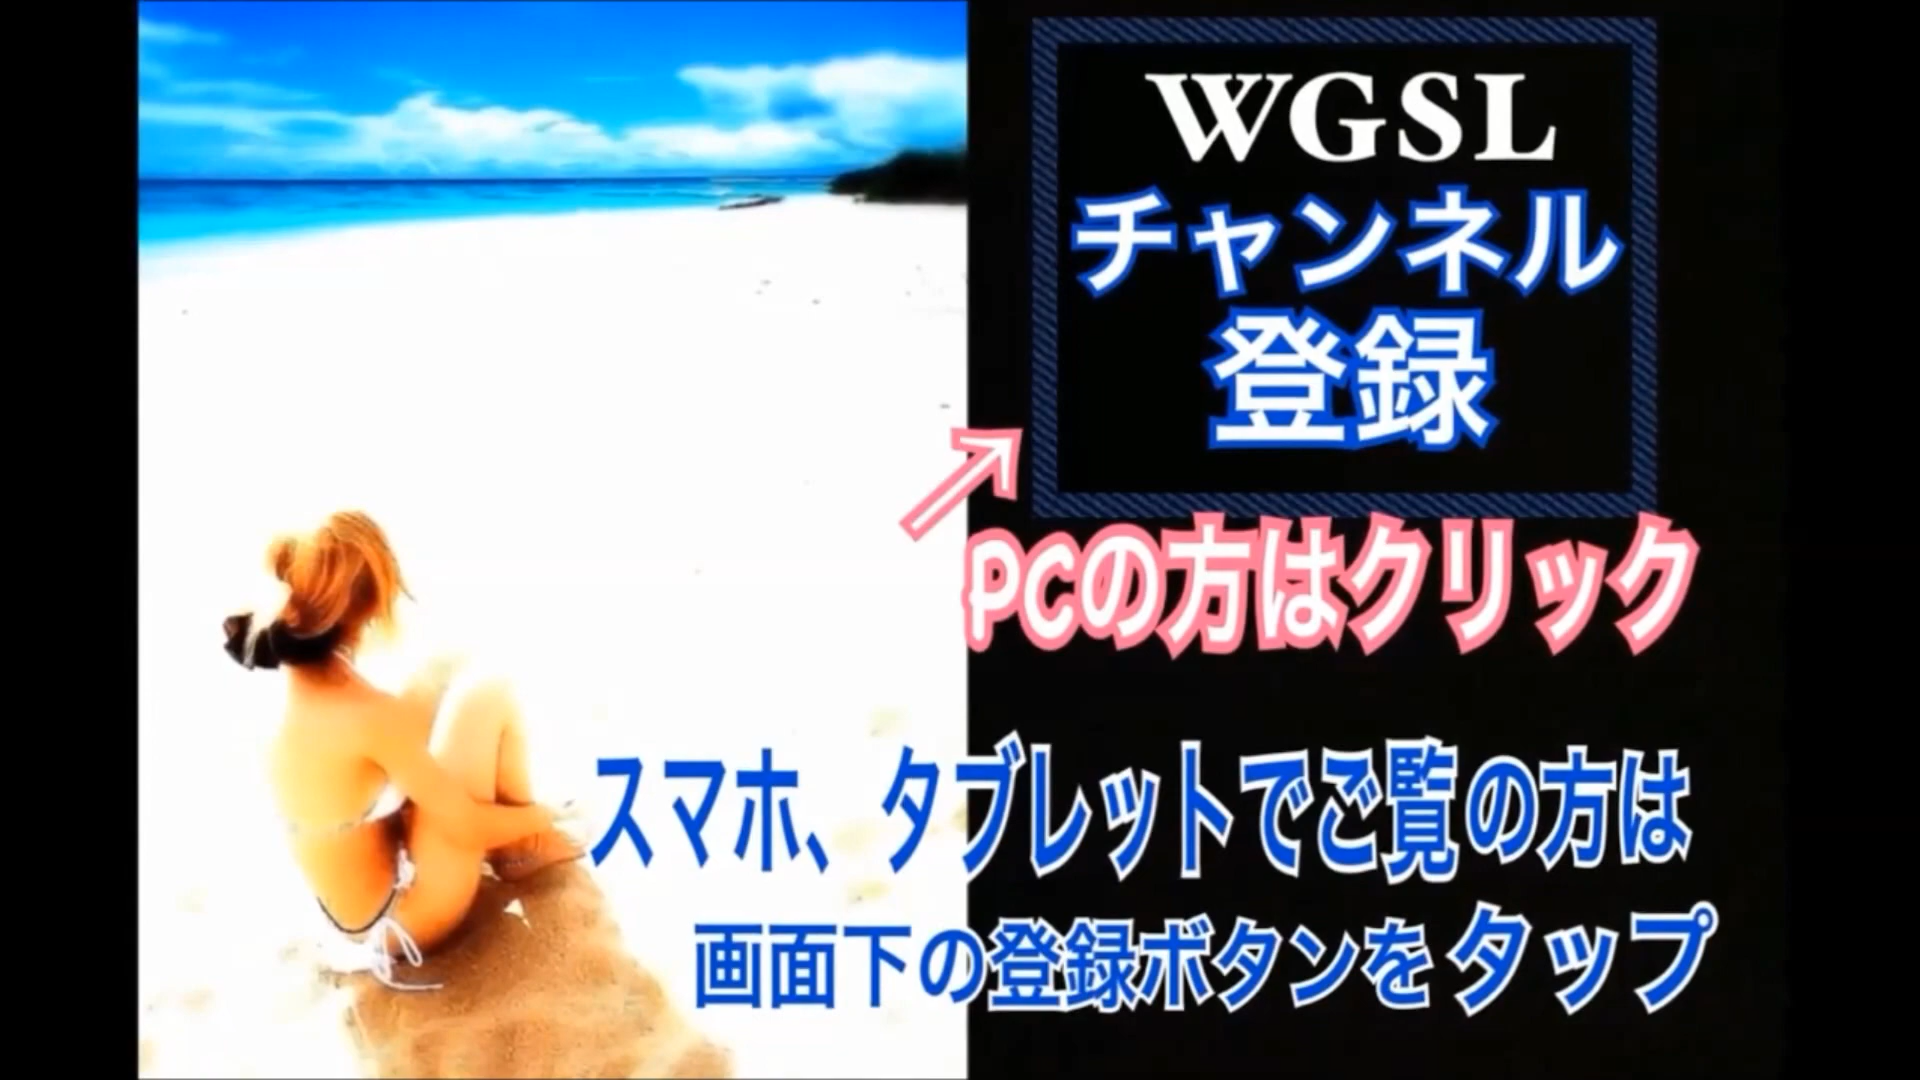 WGSL
チャンネル
登録
PCの方はクリック
スマホ、タブレットでご覧の方は
画面下の登録ボタンをタップ